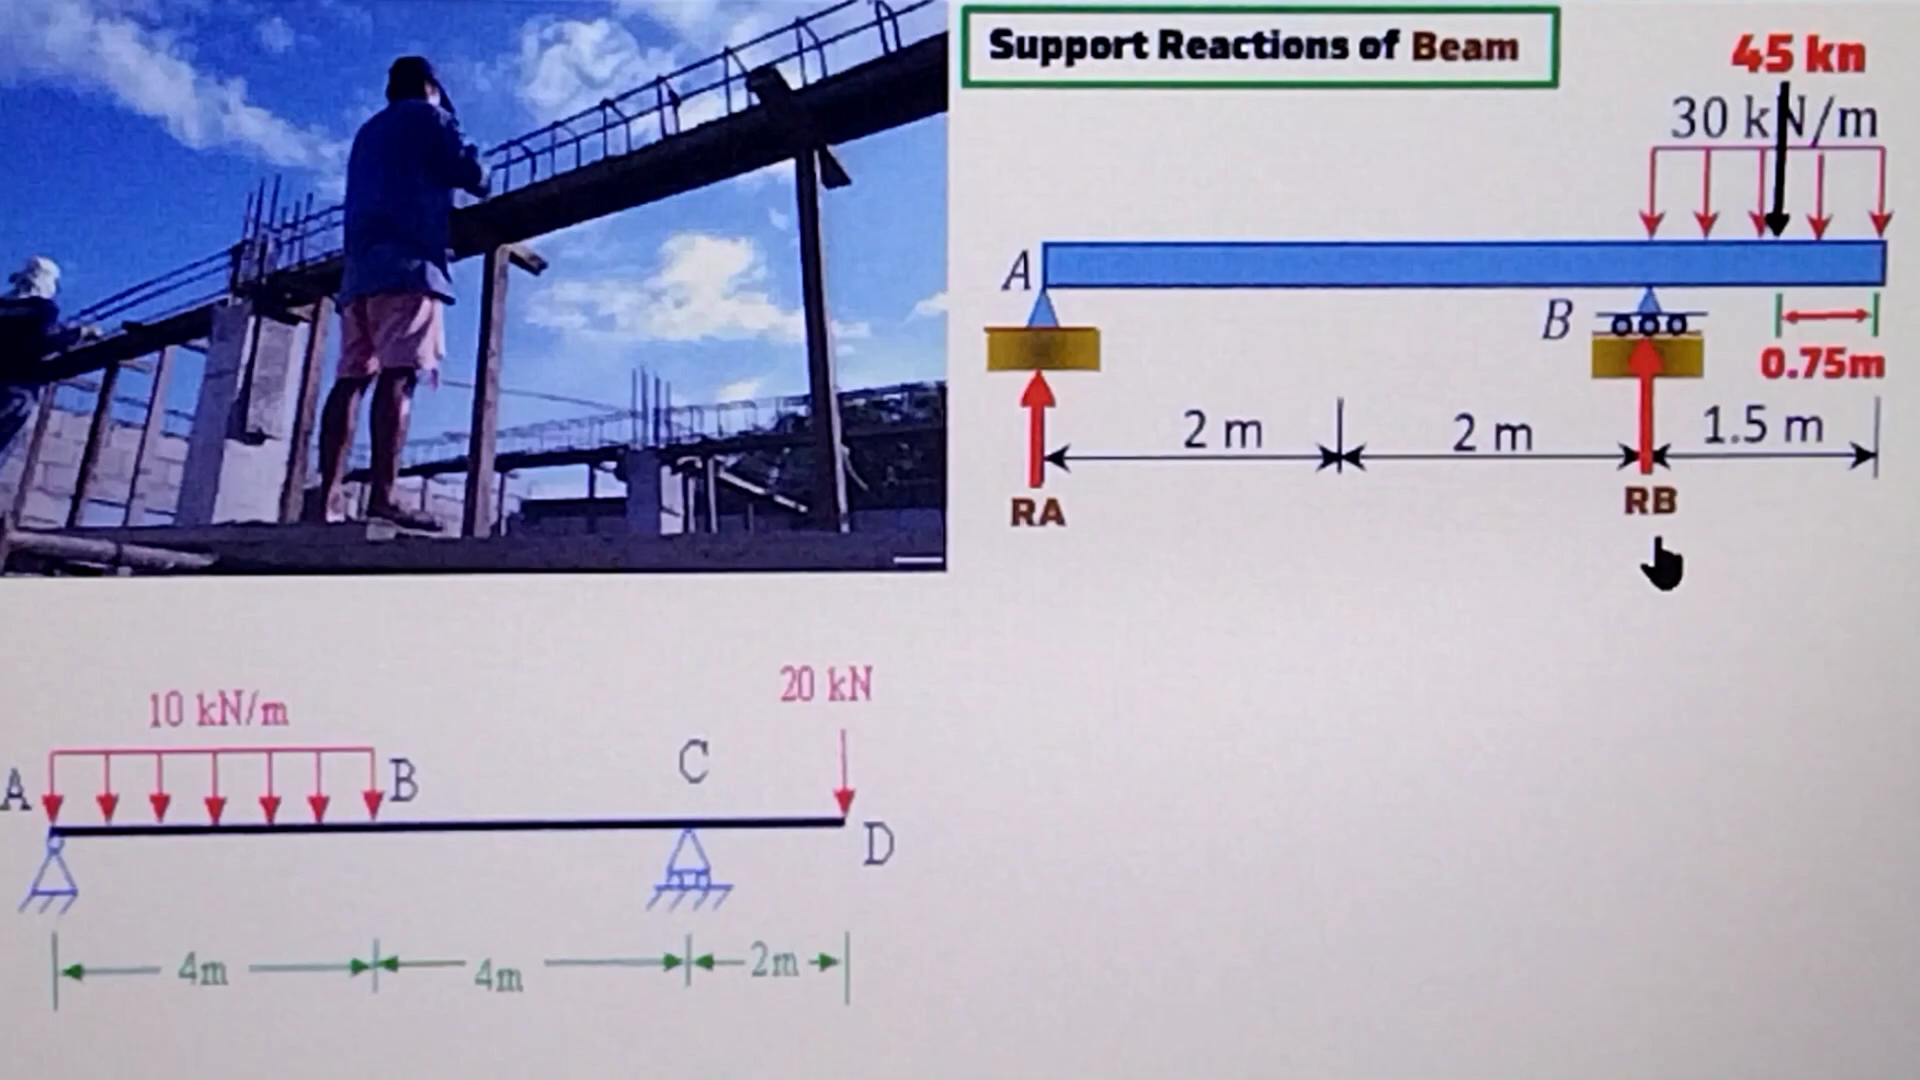 Support Reactions of Beam
45 kn
30 kN/m
A
B
0.75m
2 m
2 m
1.5 m
RA
RB
20 kN
10 kN/m
A
B
C
D
4m
4m
2m